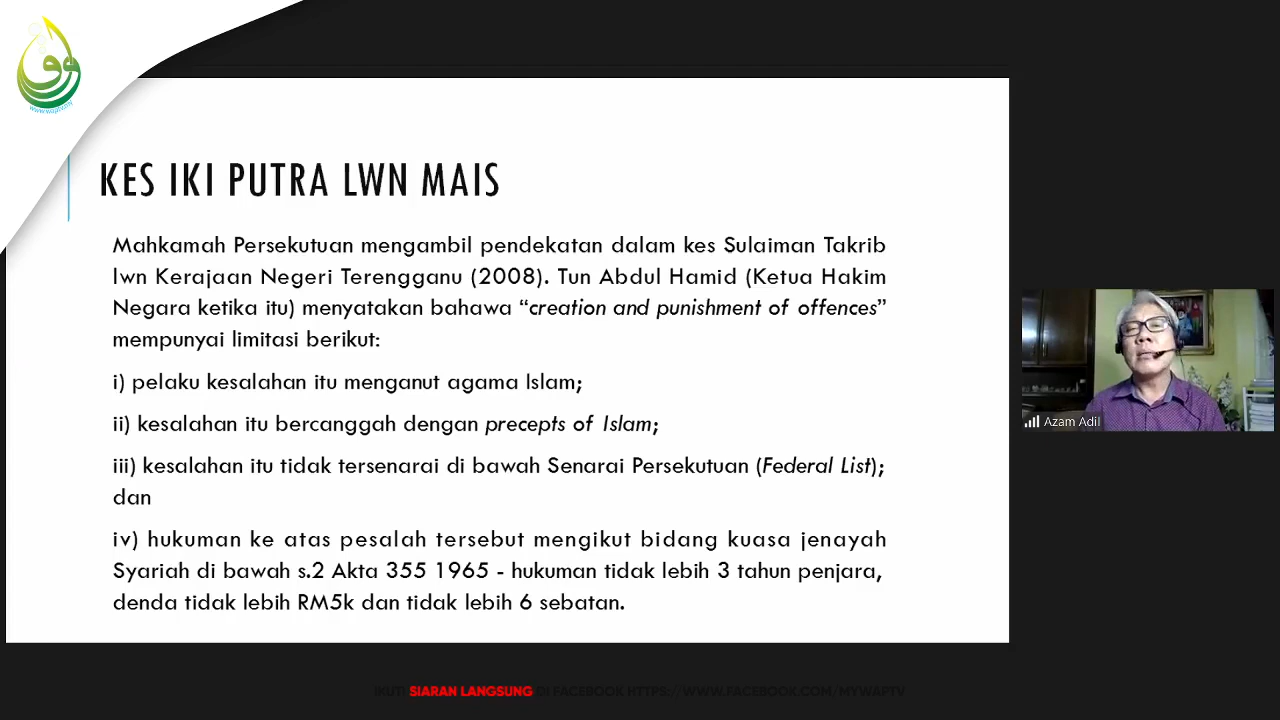 KES IKI PUTRA LWN MAIS
Mahkamah Persekutuan mengambil pendekatan dalam kes Sulaiman Takrib
lwn Kerajaan Negeri Terengganu (2008). Tun Abdul Hamid (Ketua Hakim
Negara ketika itu) menyatakan bahawa “creation and punishment of offences”
mempunyai limitasi berikut:
i) pelaku kesalahan itu menganut agama Islam;
ii) kesalahan itu bercanggah dengan precepts of Islam;
iii) kesalahan itu tidak tersenarai di bawah Senarai Persekutuan (Federal List);
dan
iv) hukuman ke atas pesalah tersebut mengikut bidang kuasa jenayah
Syariah di bawah s.2 Akta 355 1965 - hukuman tidak lebih 3 tahun penjara,
denda tidak lebih RM5k dan tidak lebih 6 sebatan.
Azam Adil
IKUTI SIARAN LANGSUNG DI FACEBOOK HTTPS://WWW.FACEBOOK.COM/MYWAPTV